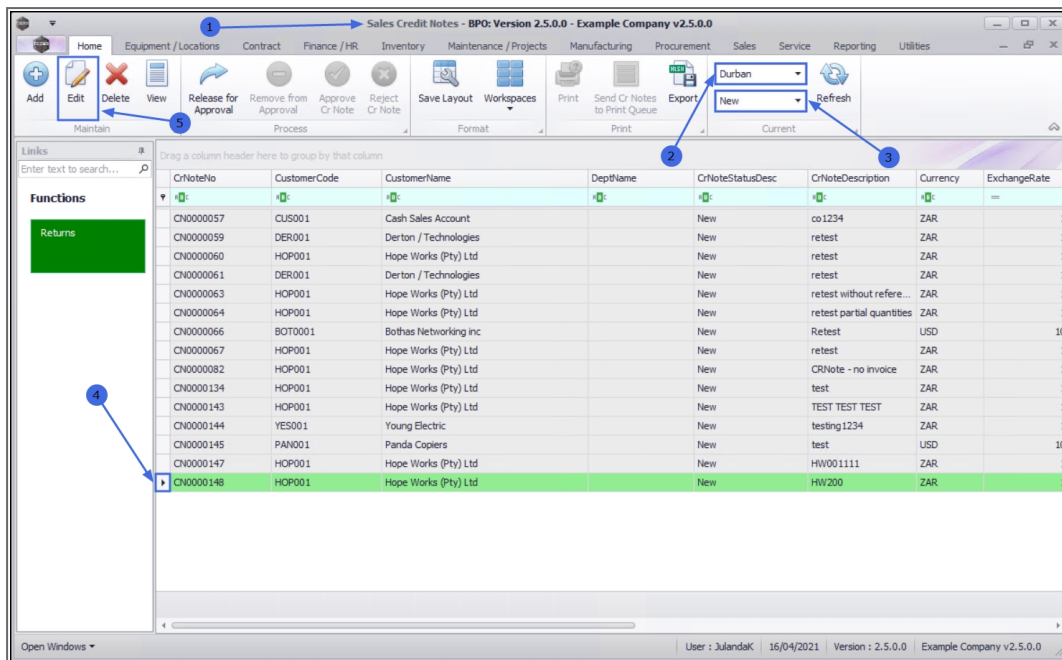 1
Sales Credit Notes - BPO: Version 2.5.0.0 - Example Company v2.5.0.0
Home Equipment / Locations Contract Finance / HR Inventory Maintenance / Projects Manufacturing Procurement Sales Service Reporting Utilities
Add Edit Delete View Release for Approval Remove from Approval Approve Cr Note Reject Cr Note Save Layout Workspaces Print Send Cr Notes to Print Queue Export Durban New Refresh
5
Maintain Process Format Print Current
2
3
Links
Enter text to search...
Functions
Returns
4
Drag a column header here to group by that column
CrNoteNo CustomerCode CustomerName DeptName CrNoteStatusDesc CrNoteDescription Currency ExchangeRate
CN0000057 CUS001 Cash Sales Account New co1234 ZAR
CN0000059 DER001 Derton / Technologies New retest ZAR
CN0000060 HOP001 Hope Works (Pty) Ltd New retest ZAR
CN0000061 DER001 Derton / Technologies New retest ZAR
CN0000063 HOP001 Hope Works (Pty) Ltd New retest without refere... ZAR
CN0000064 HOP001 Hope Works (Pty) Ltd New retest partial quantities ZAR
CN0000066 BOT0001 Bothas Networking inc New Retest USD 10
CN0000067 HOP001 Hope Works (Pty) Ltd New retest ZAR
CN0000082 HOP001 Hope Works (Pty) Ltd New CRNote - no invoice ZAR
CN0000134 HOP001 Hope Works (Pty) Ltd New test ZAR
CN0000143 HOP001 Hope Works (Pty) Ltd New TEST TEST TEST ZAR
CN0000144 YES001 Young Electric New testing1234 ZAR
CN0000145 PAN001 Panda Copiers New test USD 10
CN0000147 HOP001 Hope Works (Pty) Ltd New HW001111 ZAR
CN0000148 HOP001 Hope Works (Pty) Ltd New HW200 ZAR
Open Windows User : JulandaK 16/04/2021 Version : 2.5.0.0 Example Company v2.5.0.0